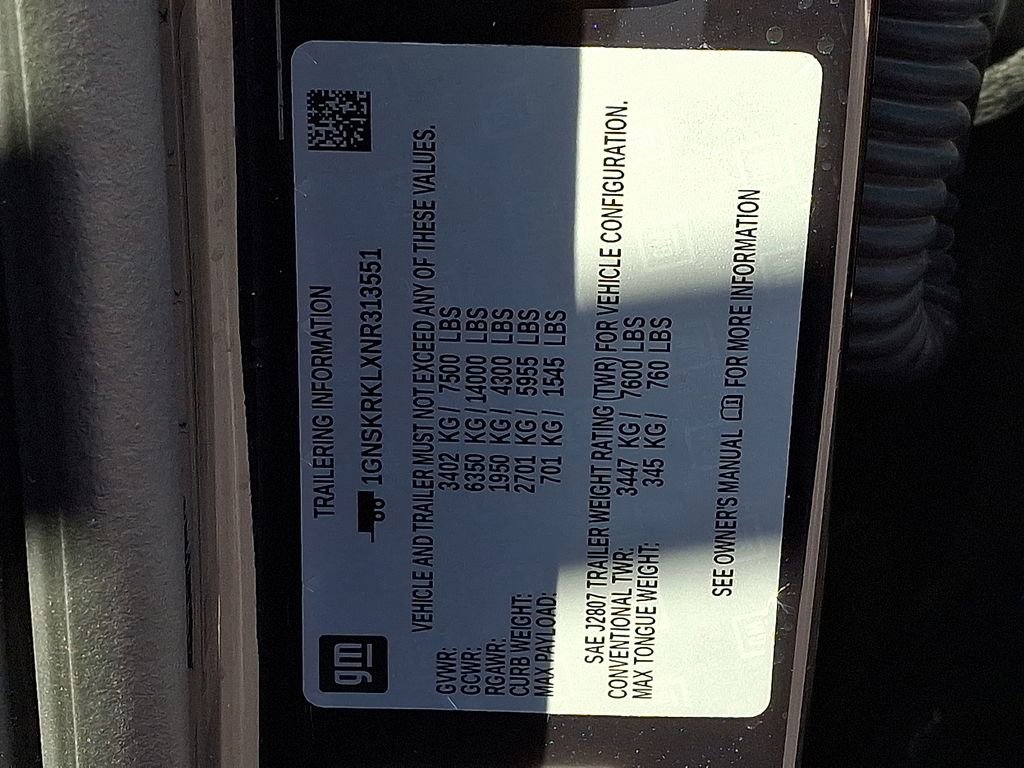 gm
TRAILERING INFORMATION
1GNSKRKLXNR313551
VEHICLE AND TRAILER MUST NOT EXCEED ANY OF THESE VALUES.
GVWR: 3402 KG / 7500 LBS
GCWR: 6350 KG / 14000 LBS
RGAWR: 1950 KG / 4300 LBS
CURB WEIGHT: 2701 KG / 5955 LBS
MAX PAYLOAD: 701 KG / 1545 LBS
SAE J2807 TRAILER WEIGHT RATING (TWR) FOR VEHICLE CONFIGURATION.
CONVENTIONAL TWR: 3447 KG / 7600 LBS
MAX TONGUE WEIGHT: 345 KG / 760 LBS
SEE OWNER'S MANUAL FOR MORE INFORMATION